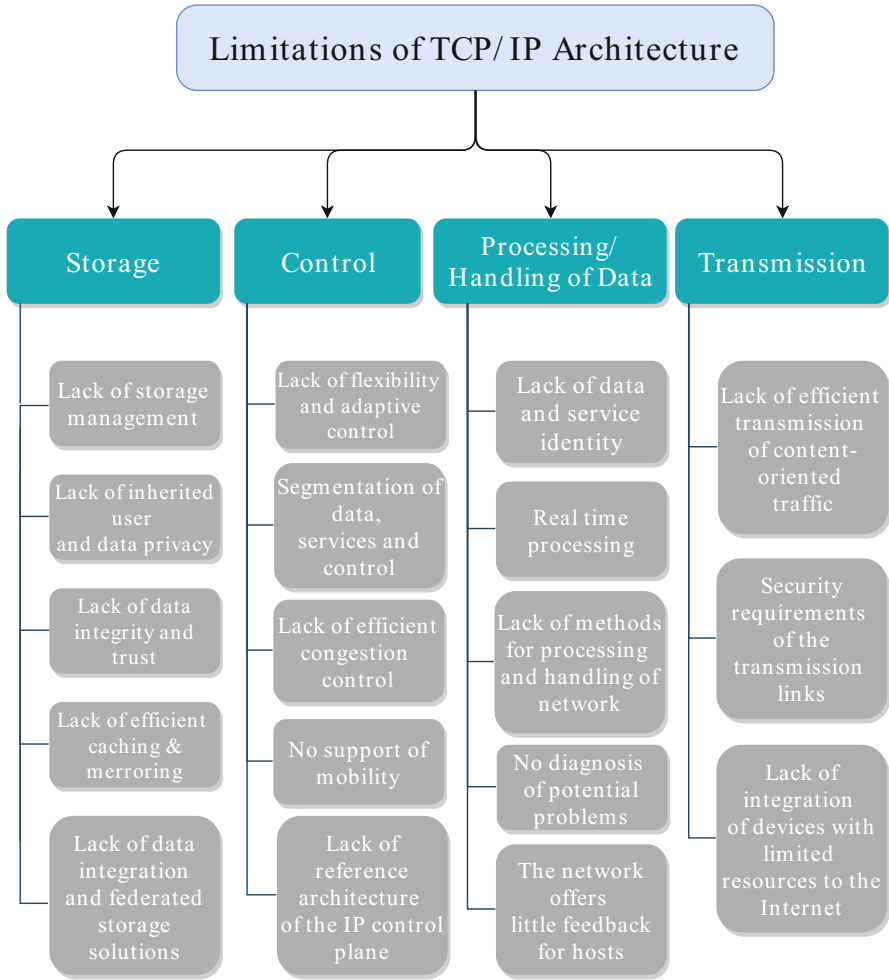 Limitations of TCP/ IP Architecture
Storage
Lack of storage
management
Lack of inherited
user
and data privacy
Lack of data
integrity and
trust
Lack of efficient
caching &
merroring
Lack of data
integration
and federated
storage
solutions
Control
Lack of flexibility
and adaptive
control
Segmentation of
data,
services and
control
Lack of efficient
congestion
control
No support of
mobility
Lack of
reference
architecture
of the IP control
plane
Processing/
Handling of Data
Lack of data
and service
identity
Real time
processing
Lack of methods
for processing
and handling of
network
No diagnosis
of potential
problems
The network
offers
little feedback
for hosts
Transmission
Lack of efficient
transmission
of content-
oriented
traffic
Security
requirements
of the
transmission
links
Lack of
integration
of devices with
limited
resources to the
Internet